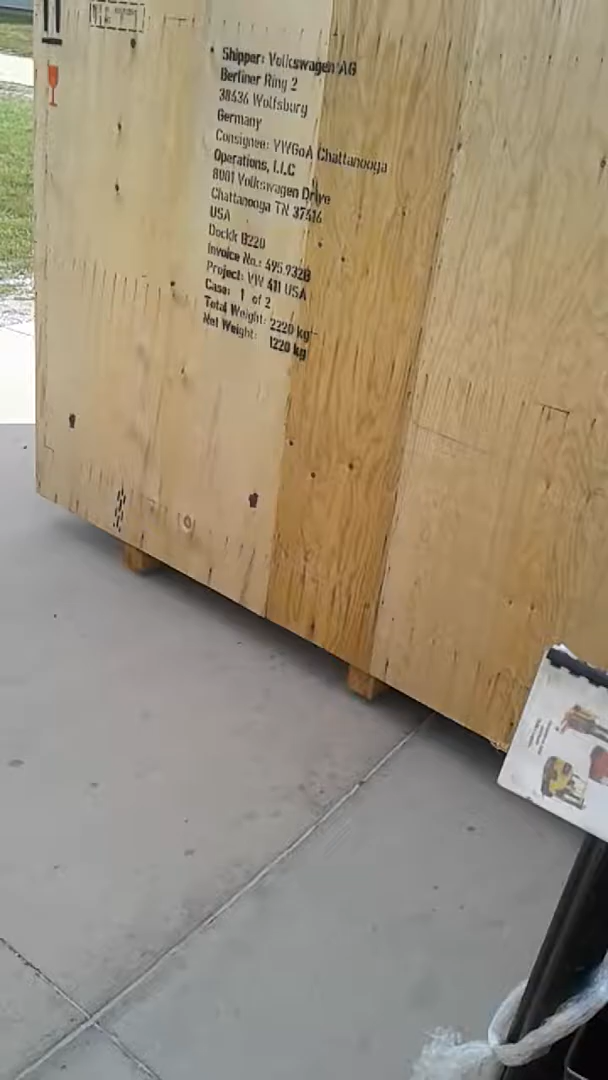 Shipper: Volkswagen AG
Berliner Ring 2
38436 Wolfsburg
Germany
Consignee: VWGoA Chattanooga
Operations, LLC
8001 Volkswagen Drive
Chattanooga TN 37416
USA
Dock: B220
Invoice No.: 495.932B
Project: VW 411 USA
Case: 1 of 2
Total Weight: 2220 kg
Net Weight: 1220 kg